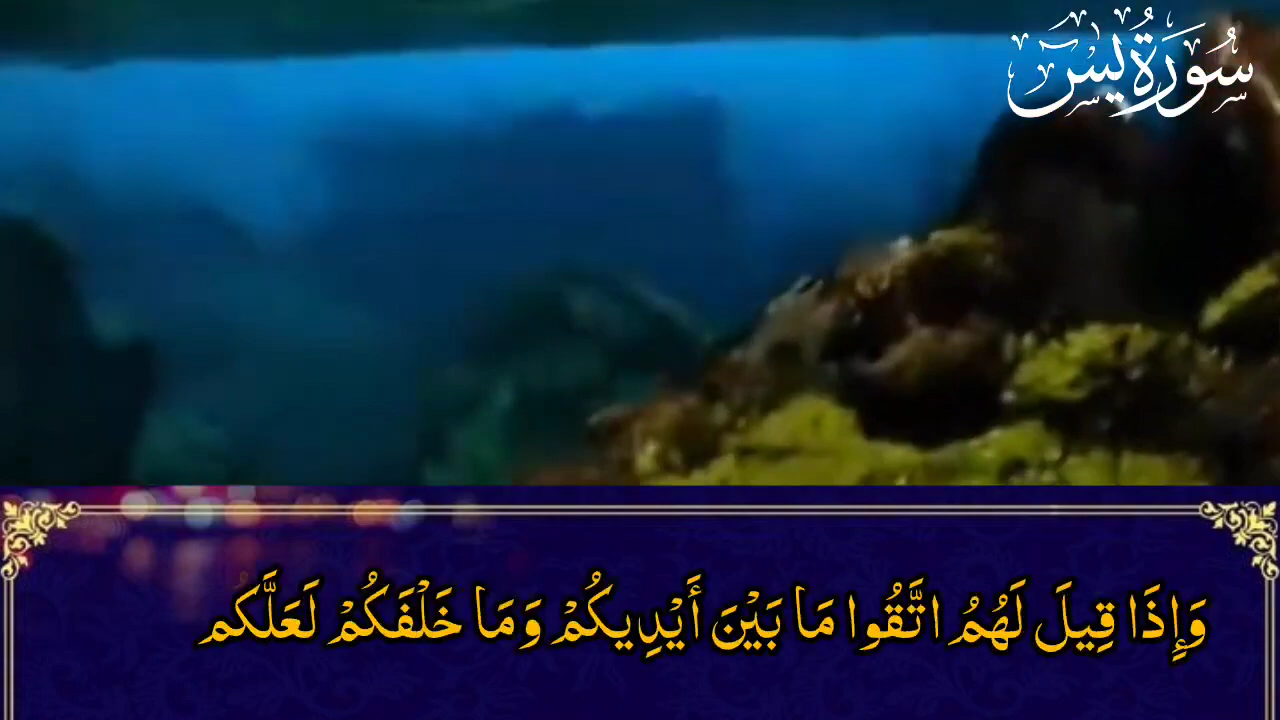 سُورَةُ يس
وَإِذَا قِيلَ لَهُمُ اتَّقُوا مَا بَيْنَ أَيْدِيكُمْ وَمَا خَلْفَكُمْ لَعَلَّكُم